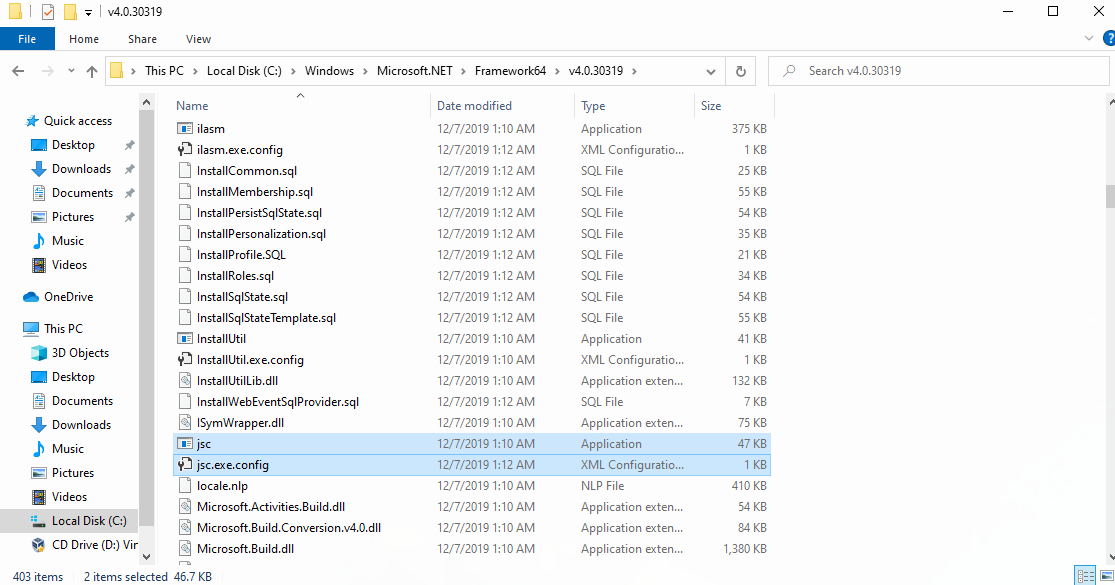 v4.0.30319
File Home Share View
This PC Local Disk (C:) Windows Microsoft.NET Framework64 v4.0.30319 Search v4.0.30319
Quick access
Desktop
Downloads
Documents
Pictures
Music
Videos
OneDrive
This PC
3D Objects
Desktop
Documents
Downloads
Music
Pictures
Videos
Local Disk (C:)
CD Drive (D:) Vir
Name Date modified Type Size
ilasm 12/7/2019 1:10 AM Application 375 KB
ilasm.exe.config 12/7/2019 1:10 AM XML Configuratio... 1 KB
InstallCommon.sql 12/7/2019 1:12 AM SQL File 25 KB
InstallMembership.sql 12/7/2019 1:12 AM SQL File 55 KB
InstallPersistSqlState.sql 12/7/2019 1:12 AM SQL File 54 KB
InstallPersonalization.sql 12/7/2019 1:12 AM SQL File 35 KB
InstallProfile.SQL 12/7/2019 1:12 AM SQL File 21 KB
InstallRoles.sql 12/7/2019 1:12 AM SQL File 34 KB
InstallSqlState.sql 12/7/2019 1:12 AM SQL File 54 KB
InstallSqlStateTemplate.sql 12/7/2019 1:12 AM SQL File 55 KB
InstallUtil 12/7/2019 1:10 AM Application 41 KB
InstallUtil.exe.config 12/7/2019 1:10 AM XML Configuratio... 1 KB
InstallUtilLib.dll 12/7/2019 1:10 AM Application exten... 132 KB
InstallWebEventSqlProvider.sql 12/7/2019 1:12 AM SQL File 7 KB
ISymWrapper.dll 12/7/2019 1:10 AM Application exten... 75 KB
jsc 12/7/2019 1:10 AM Application 47 KB
jsc.exe.config 12/7/2019 1:12 AM XML Configuratio... 1 KB
locale.nlp 12/7/2019 1:10 AM NLP File 410 KB
Microsoft.Activities.Build.dll 12/7/2019 1:10 AM Application exten... 54 KB
Microsoft.Build.Conversion.v4.0.dll 12/7/2019 1:10 AM Application exten... 84 KB
Microsoft.Build.dll 12/7/2019 1:10 AM Application exten... 1,380 KB
403 items 2 items selected 46.7 KB